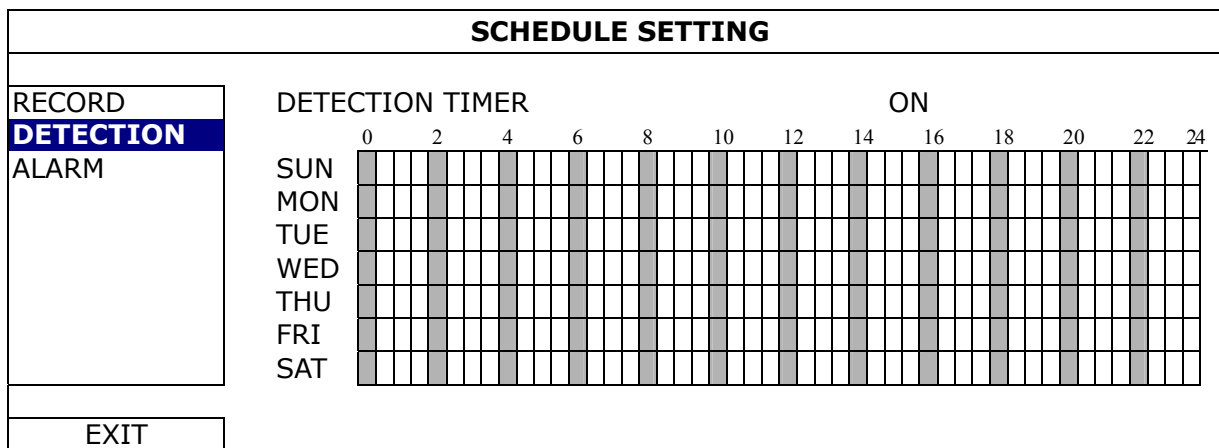 SCHEDULE SETTING
RECORD
DETECTION
ALARM
DETECTION TIMER ON
0 2 4 6 8 10 12 14 16 18 20 22 24
SUN
MON
TUE
WED
THU
FRI
SAT
EXIT